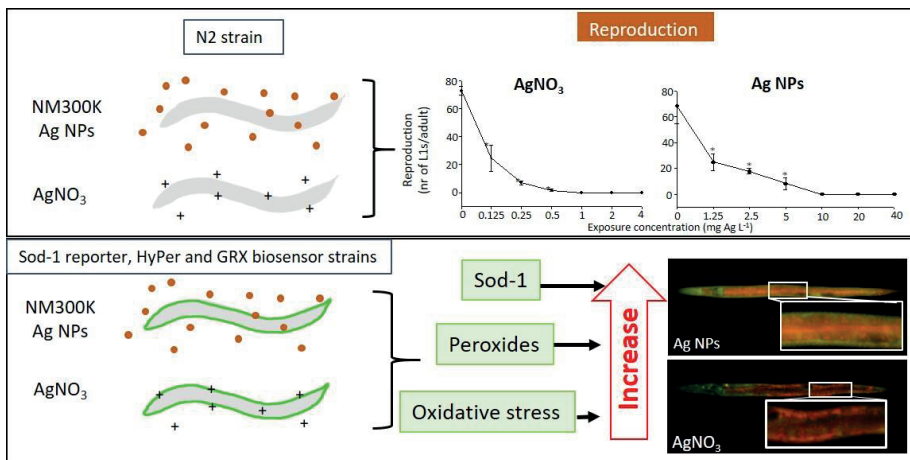 N2 strain
Reproduction
NM300K
Ag NPs
AgNO₃
AgNO₃
Reproduction
(nr of L1s/adult)
80
60
40
20
0
0
0.125
0.25
0.5
1
2
4
Ag NPs
80
60
40
20
0
0
1.25
2.5
5
10
20
40
Exposure concentration (mg Ag L⁻¹)
Sod-1 reporter, HyPer and GRX biosensor strains
NM300K
Ag NPs
AgNO₃
Sod-1
Peroxides
Oxidative stress
Increase
Ag NPs
AgNO₃